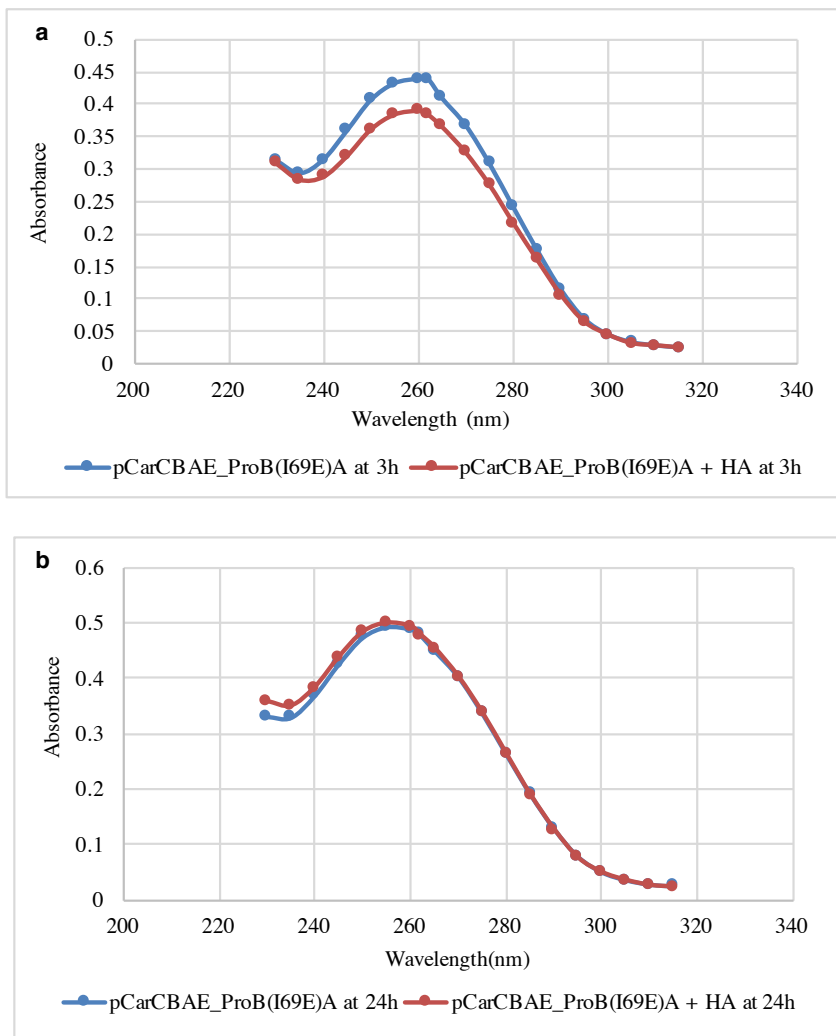 a
0.5
0.45
0.4
0.35
0.3
0.25
0.2
0.15
0.1
0.05
0
Absorbance
200 220 240 260 280 300 320 340
Wavelength (nm)
pCarCBAE_ProB(I69E)A at 3h pCarCBAE_ProB(I69E)A + HA at 3h
b
0.6
0.5
0.4
0.3
0.2
0.1
0
Absorbance
200 220 240 260 280 300 320 340
Wavelength(nm)
pCarCBAE_ProB(I69E)A at 24h pCarCBAE_ProB(I69E)A + HA at 24h